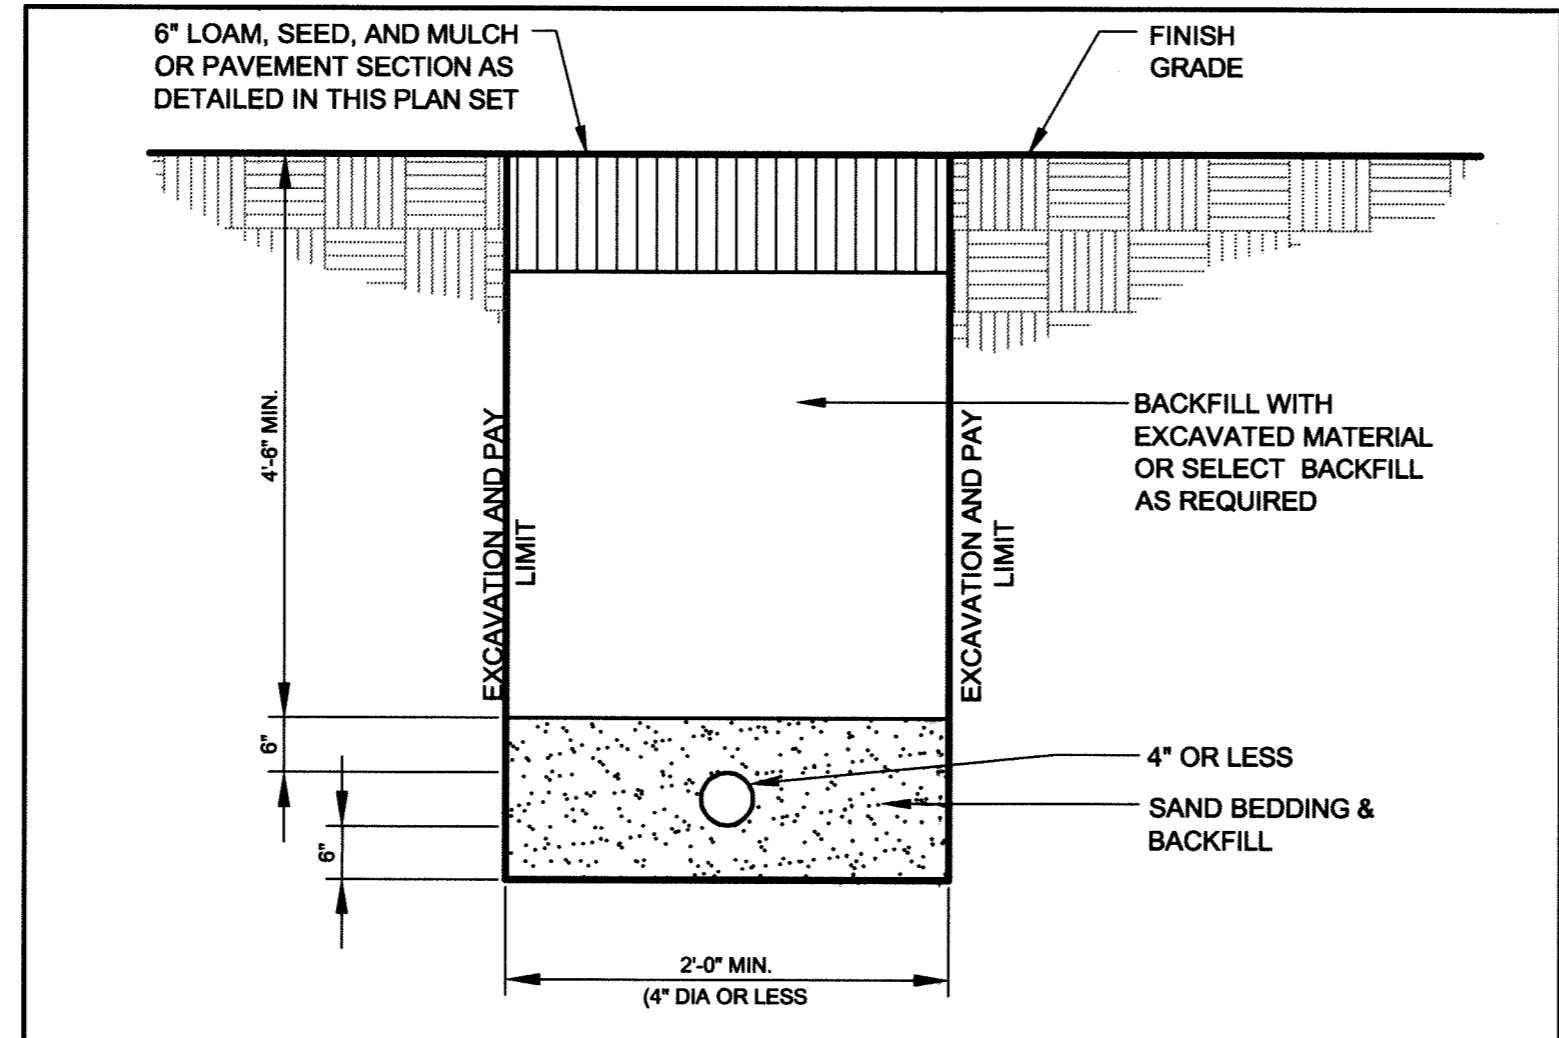 6" LOAM, SEED, AND MULCH
OR PAVEMENT SECTION AS
DETAILED IN THIS PLAN SET
FINISH
GRADE
4'-6" MIN.
EXCAVATION AND PAY
LIMIT
EXCAVATION AND PAY
LIMIT
BACKFILL WITH
EXCAVATED MATERIAL
OR SELECT BACKFILL
AS REQUIRED
6"
6"
4" OR LESS
SAND BEDDING &
BACKFILL
2'-0" MIN.
(4" DIA OR LESS